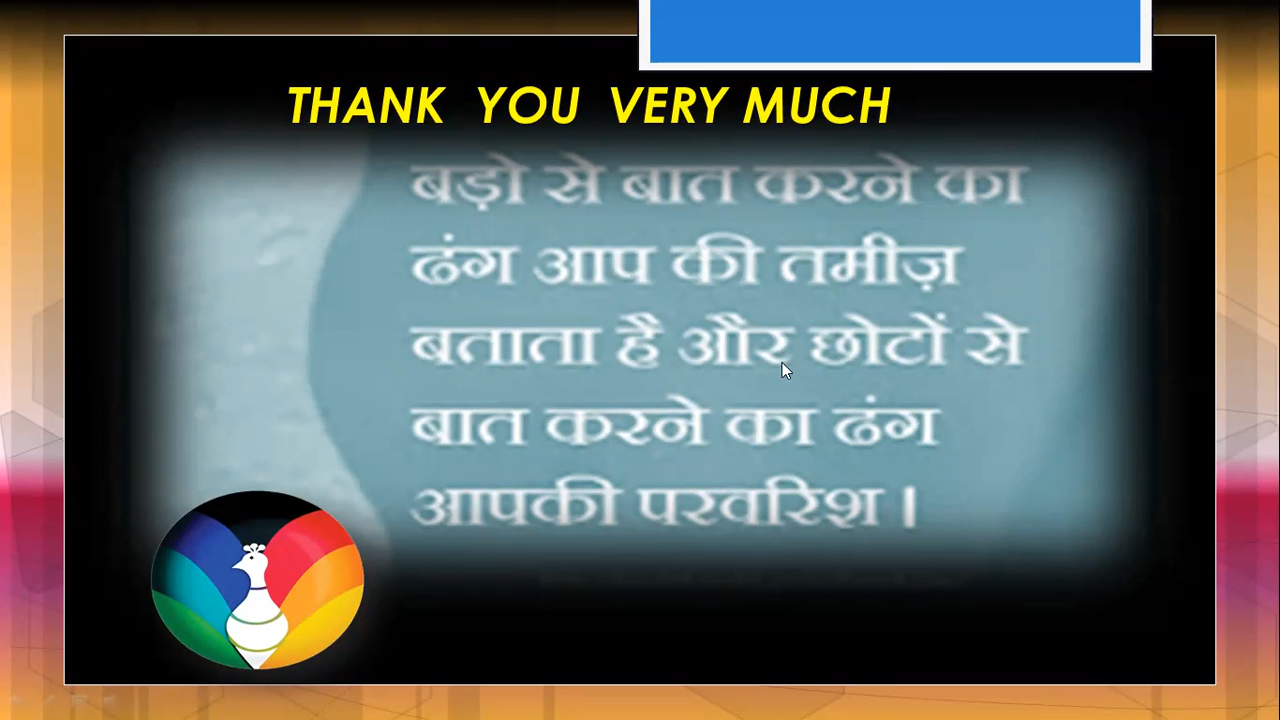 THANK YOU VERY MUCH
बड़ो से बात करने का
ढंग आप की तमीज़
बताता है और छोटों से
बात करने का ढंग
आपकी परवरिश।